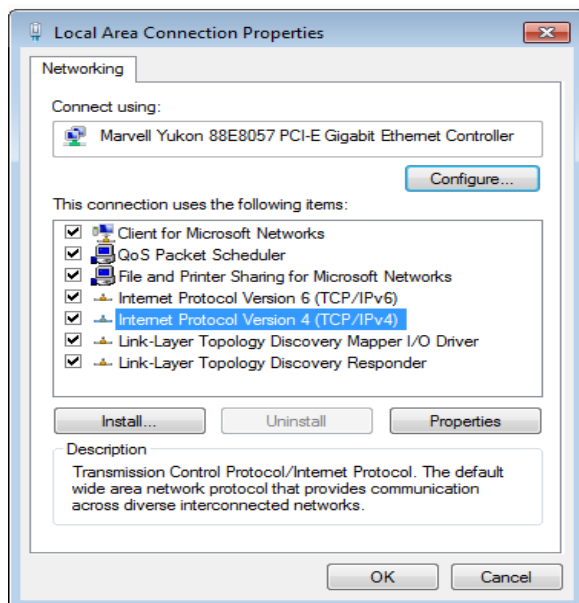 Local Area Connection Properties
Networking
Connect using:
Marvell Yukon 88E8057 PCI-E Gigabit Ethernet Controller
Configure...
This connection uses the following items:
Client for Microsoft Networks
QoS Packet Scheduler
File and Printer Sharing for Microsoft Networks
Internet Protocol Version 6 (TCP/IPv6)
Internet Protocol Version 4 (TCP/IPv4)
Link-Layer Topology Discovery Mapper I/O Driver
Link-Layer Topology Discovery Responder
Install... Uninstall Properties
Description
Transmission Control Protocol/Internet Protocol. The default
wide area network protocol that provides communication
across diverse interconnected networks.
OK Cancel